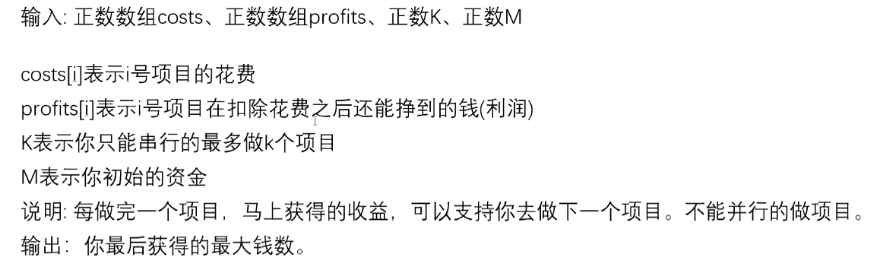 输入: 正数数组costs、正数数组profits、正数K、正数M
costs[i]表示i号项目的花费
profits[i]表示i号项目在扣除花费之后还能挣到的钱(利润)
K表示你只能串行的最多做k个项目
M表示你初始的资金
说明: 每做完一个项目，马上获得的收益，可以支持你去做下一个项目。不能并行的做项目。
输出：你最后获得的最大钱数。